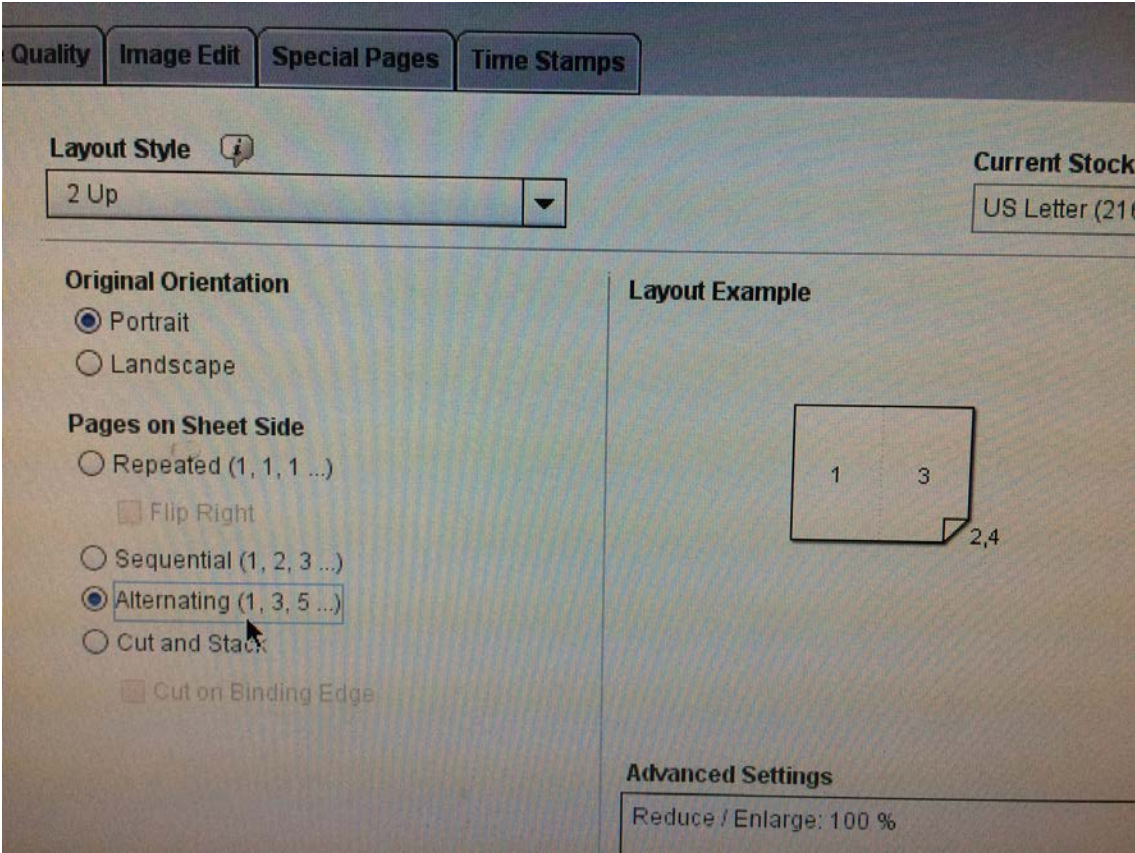 Quality Image Edit Special Pages Time Stamps
Layout Style
2 Up
Current Stock
US Letter (21
Original Orientation
Portrait
Landscape
Pages on Sheet Side
Repeated (1, 1, 1 ...)
Flip Right
Sequential (1, 2, 3 ...)
Alternating (1, 3, 5 ...)
Cut and Stack
Cut on Binding Edge
Layout Example
1 3
2,4
Advanced Settings
Reduce / Enlarge: 100 %